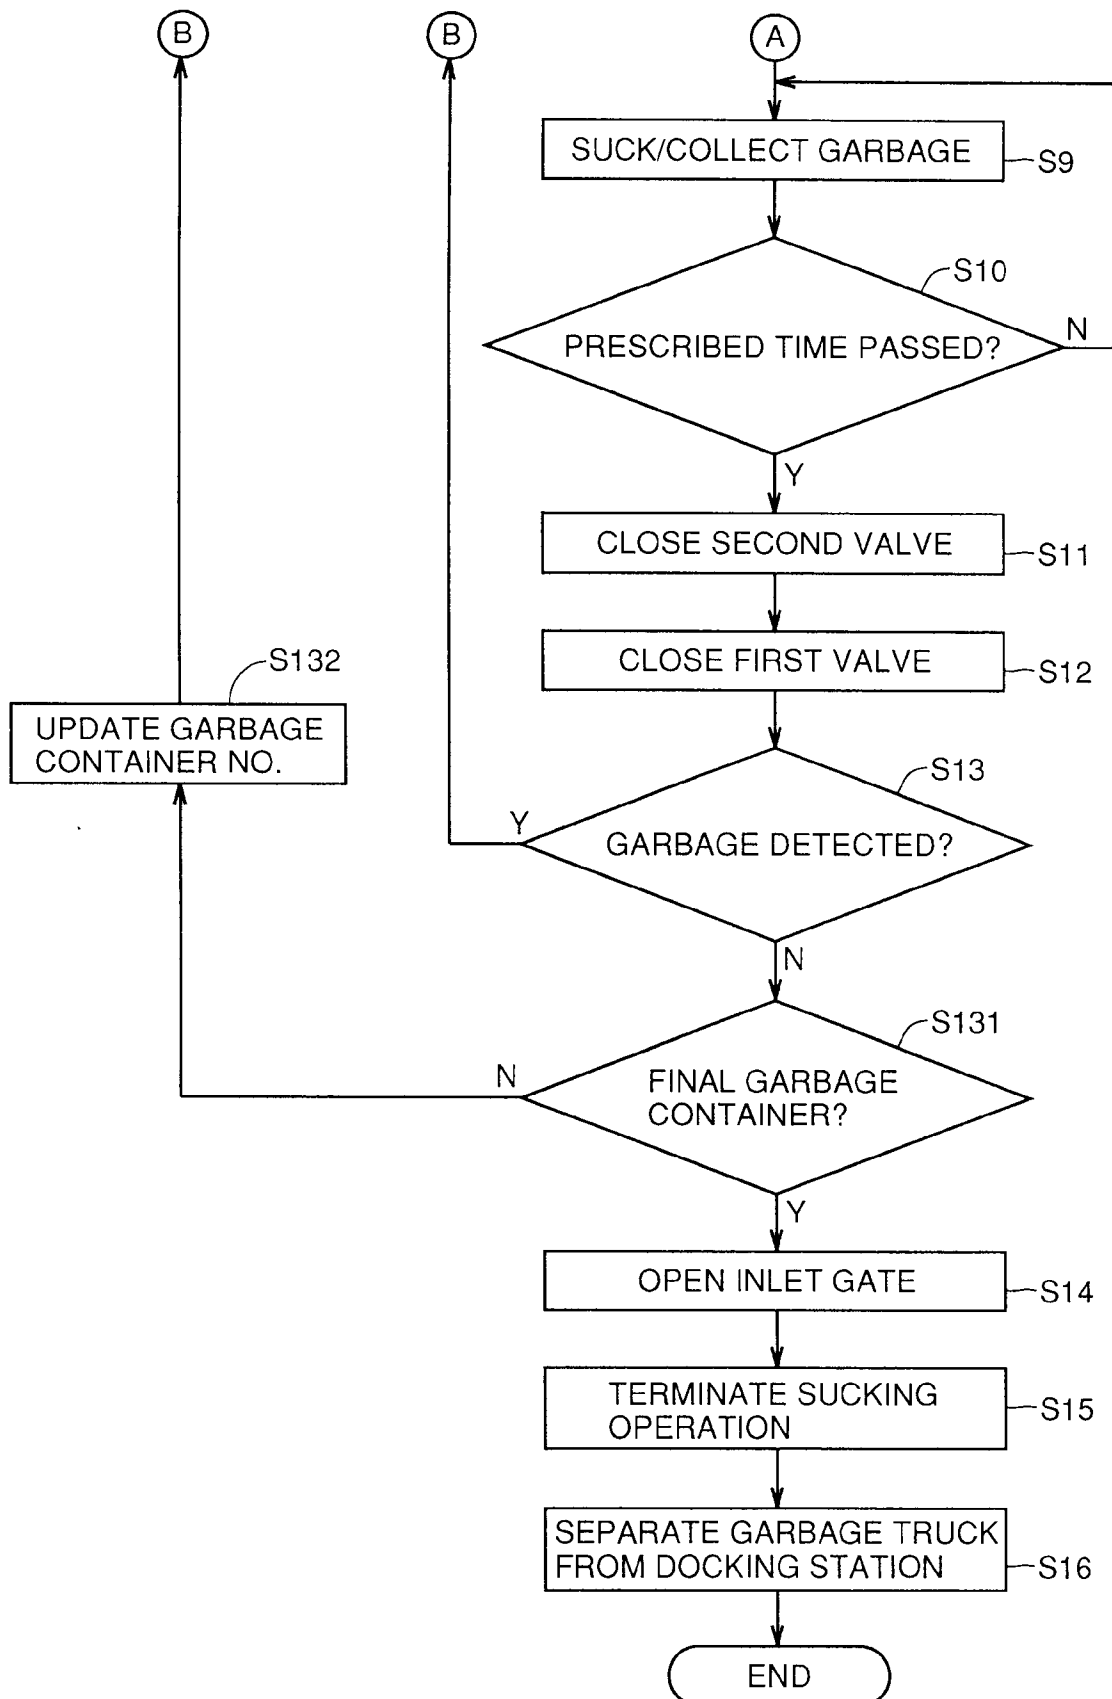 B
B
A
SUCK/COLLECT GARBAGE
S9
S10
PRESCRIBED TIME PASSED?
N
Y
CLOSE SECOND VALVE
S11
CLOSE FIRST VALVE
S12
S132
UPDATE GARBAGE
CONTAINER NO.
S13
Y
GARBAGE DETECTED?
N
S131
N
FINAL GARBAGE
CONTAINER?
Y
OPEN INLET GATE
S14
TERMINATE SUCKING
OPERATION
S15
SEPARATE GARBAGE TRUCK
FROM DOCKING STATION
S16
END